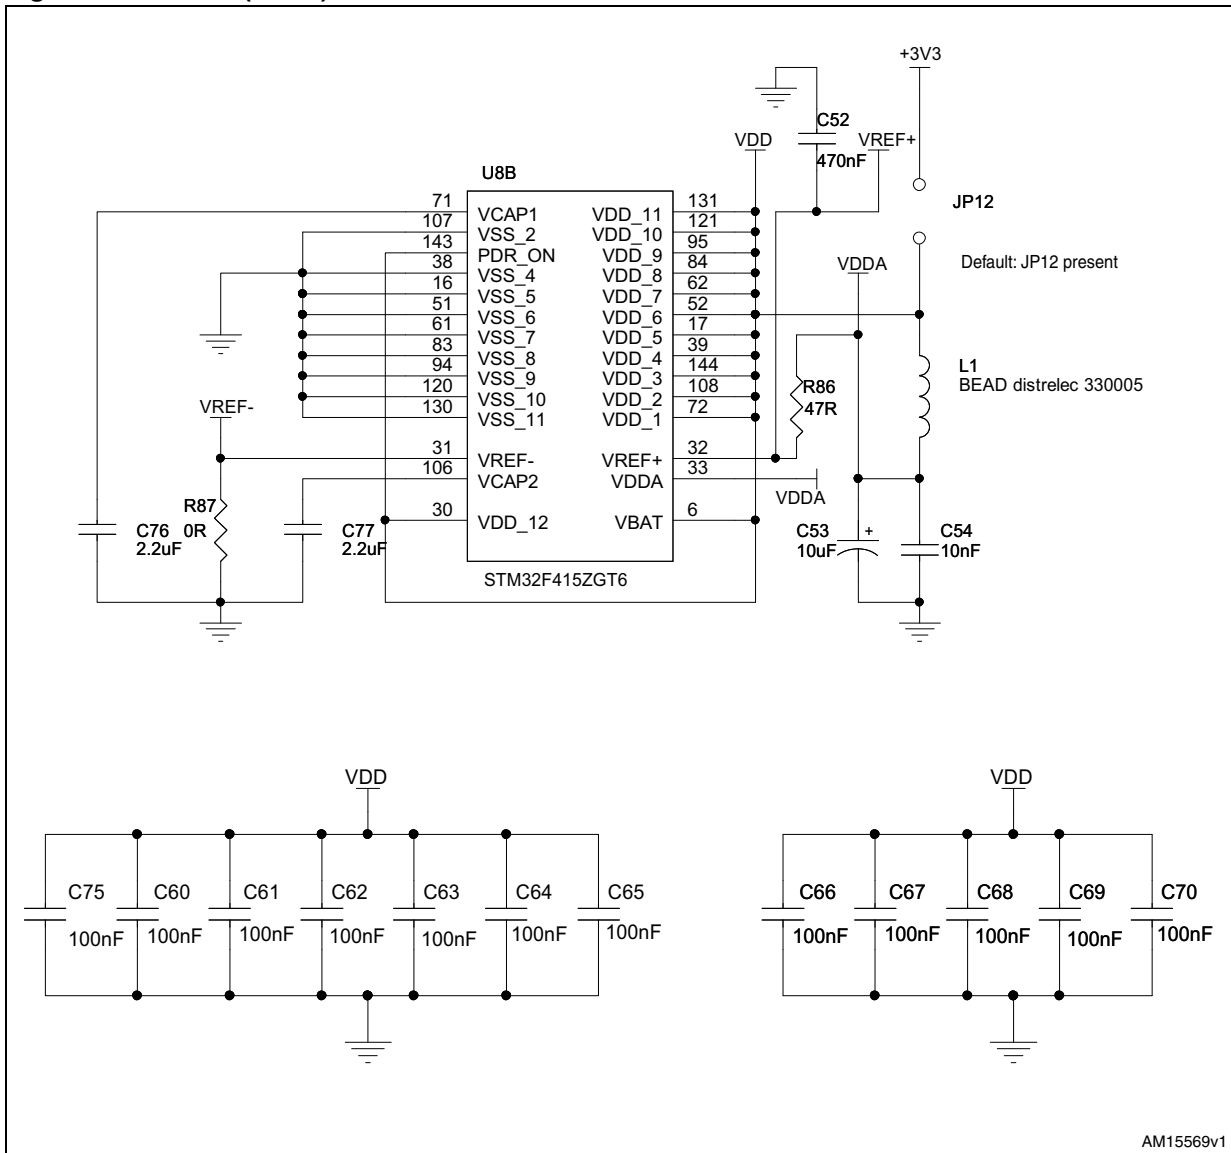 +3V3
C52
470nF
VDD
VREF+
U8B
JP12
Default: JP12 present
71 VCAP1 VDD_11 131
107 VSS_2 VDD_10 121
143 PDR_ON VDD_9 95
38 VSS_4 VDD_8 84
16 VSS_5 VDD_7 62
51 VSS_6 VDD_6 52
61 VSS_7 VDD_5 17
83 VSS_8 VDD_4 39
94 VSS_9 VDD_3 144
120 VSS_10 VDD_2 108
130 VSS_11 VDD_1 72
31 VREF- VREF+ 32
106 VCAP2 VDDA 33
30 VDD_12 VBAT 6
STM32F415ZGT6
VDDA
L1
BEAD distrelec 330005
R86
47R
VREF-
VDDA
R87
0R
C76
2.2uF
C77
2.2uF
C53
+
10uF
C54
10nF
VDD
C75 C60 C61 C62 C63 C64 C65
100nF 100nF 100nF 100nF 100nF 100nF 100nF
VDD
C66 C67 C68 C69 C70
100nF 100nF 100nF 100nF 100nF
AM15569v1